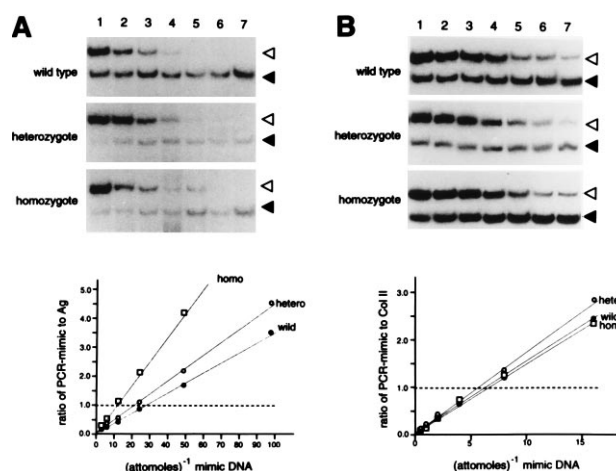 A
1 2 3 4 5 6 7
wild type
heterozygote
homozygote
homo
hetero
wild
ratio of PCR-mimic to Ag
5.0
4.0
3.0
2.0
1.0
0 10 20 30 40 50 60 70 80 90 100
(attomoles)⁻¹ mimic DNA
B
1 2 3 4 5 6 7
wild type
heterozygote
homozygote
hete
wild
hom
ratio of PCR-mimic to Col II
3.0
2.0
1.0
0 5 10 15
(attomoles)⁻¹ mimic DNA